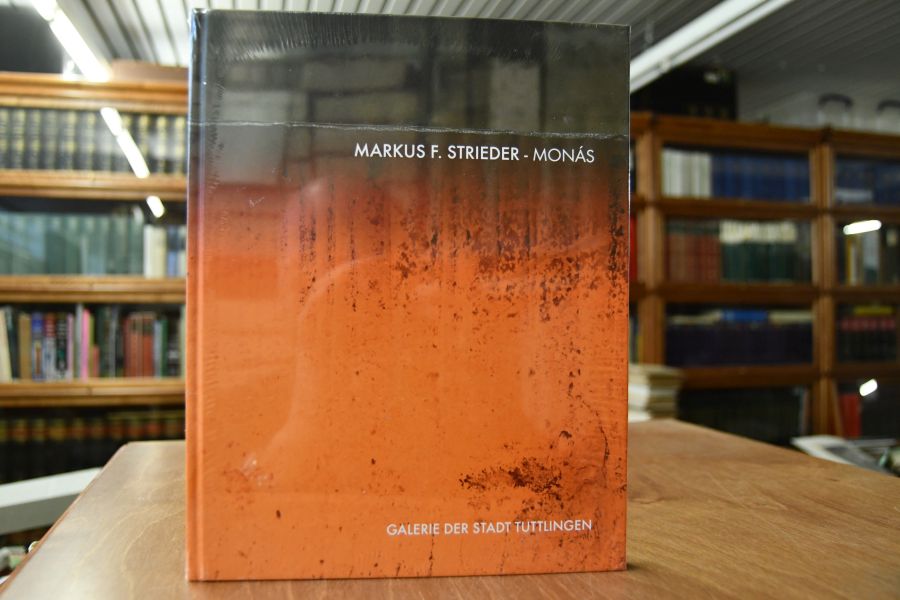 MARKUS F. STRIEDER - MONÁS
GALERIE DER STADT TUTTLINGEN